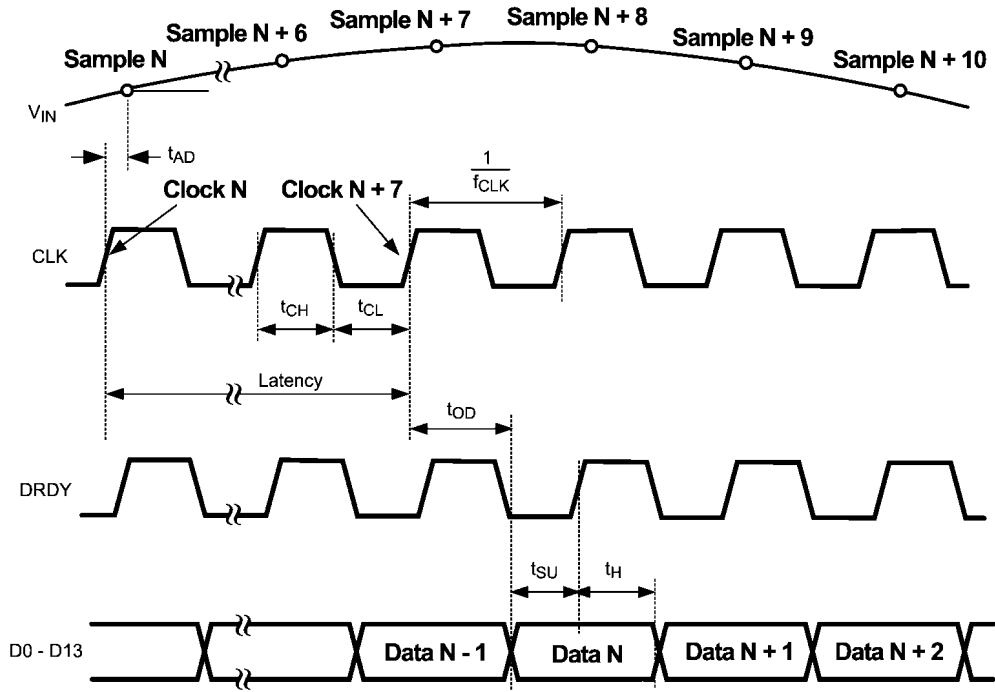 Sample N
Sample N + 6
Sample N + 7
Sample N + 8
Sample N + 9
Sample N + 10
VIN
tAD
Clock N
Clock N + 7
1
fCLK
CLK
tCH
tCL
Latency
tOD
DRDY
tSU
tH
D0 - D13
Data N - 1
Data N
Data N + 1
Data N + 2